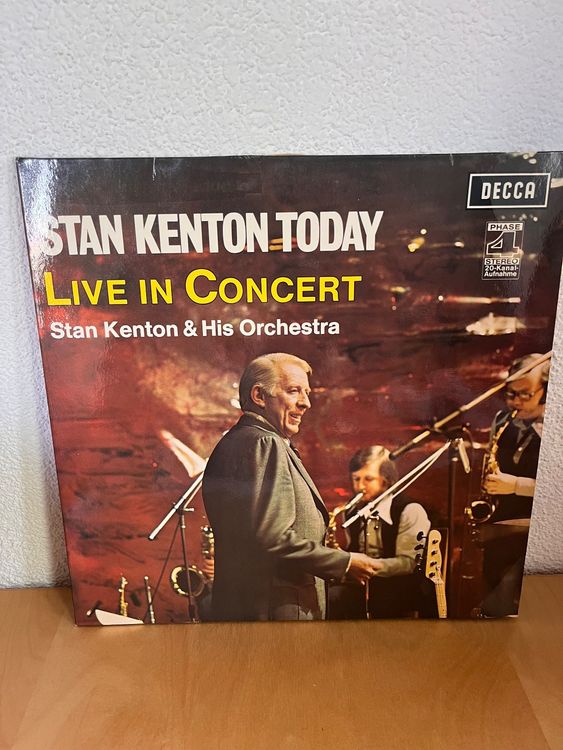 DECCA
STAN KENTON TODAY
PHASE
4
STEREO
20-Kanal-
Aufnahme
LIVE IN CONCERT
Stan Kenton & His Orchestra